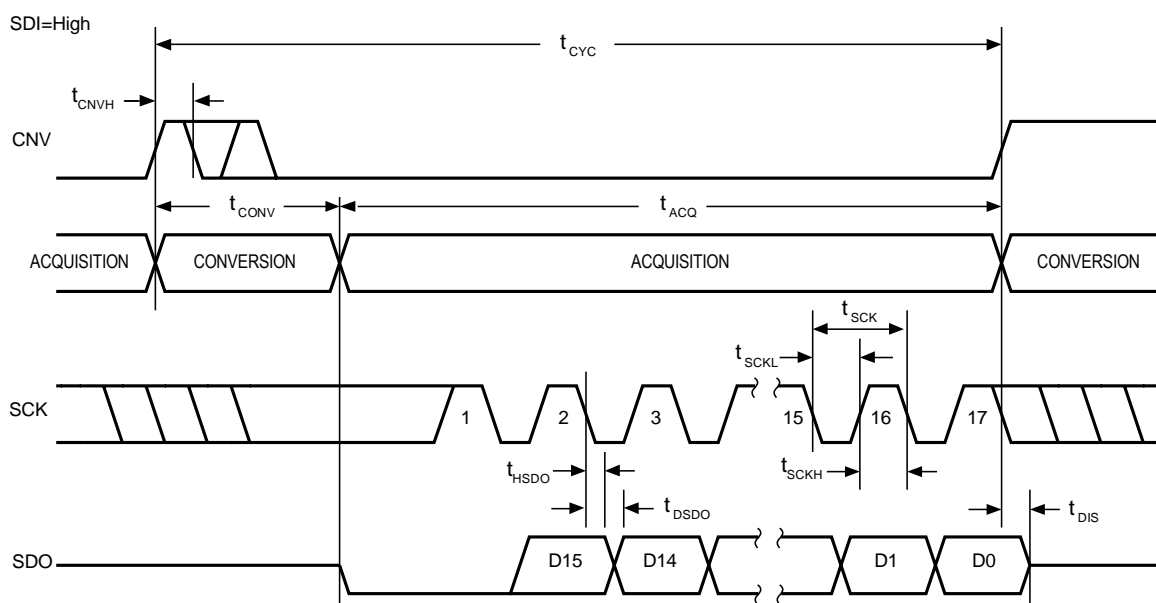 SDI=High
tCYC
tCNVH
CNV
tCONV
tACQ
ACQUISITION CONVERSION ACQUISITION CONVERSION
tSCK
tSCKL
SCK 1 2 3 15 16 17
tHSDO
tSCKH
tDSDO
tDIS
SDO D15 D14 D1 D0